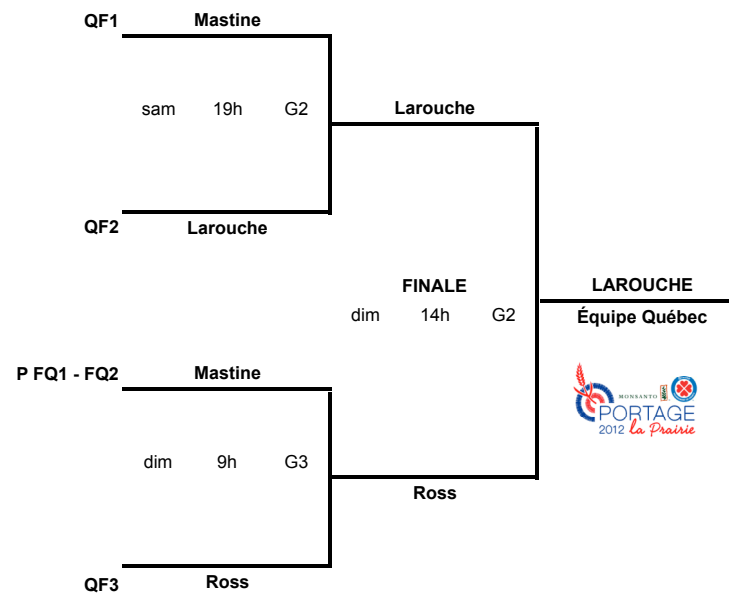 QF1 Mastine
sam 19h G2
Larouche
QF2 Larouche
FINALE
dim 14h G2
LAROUCHE
Équipe Québec
P FQ1 - FQ2 Mastine
MONSANTO
PORTAGE
2012 la Prairie
dim 9h G3
Ross
QF3 Ross